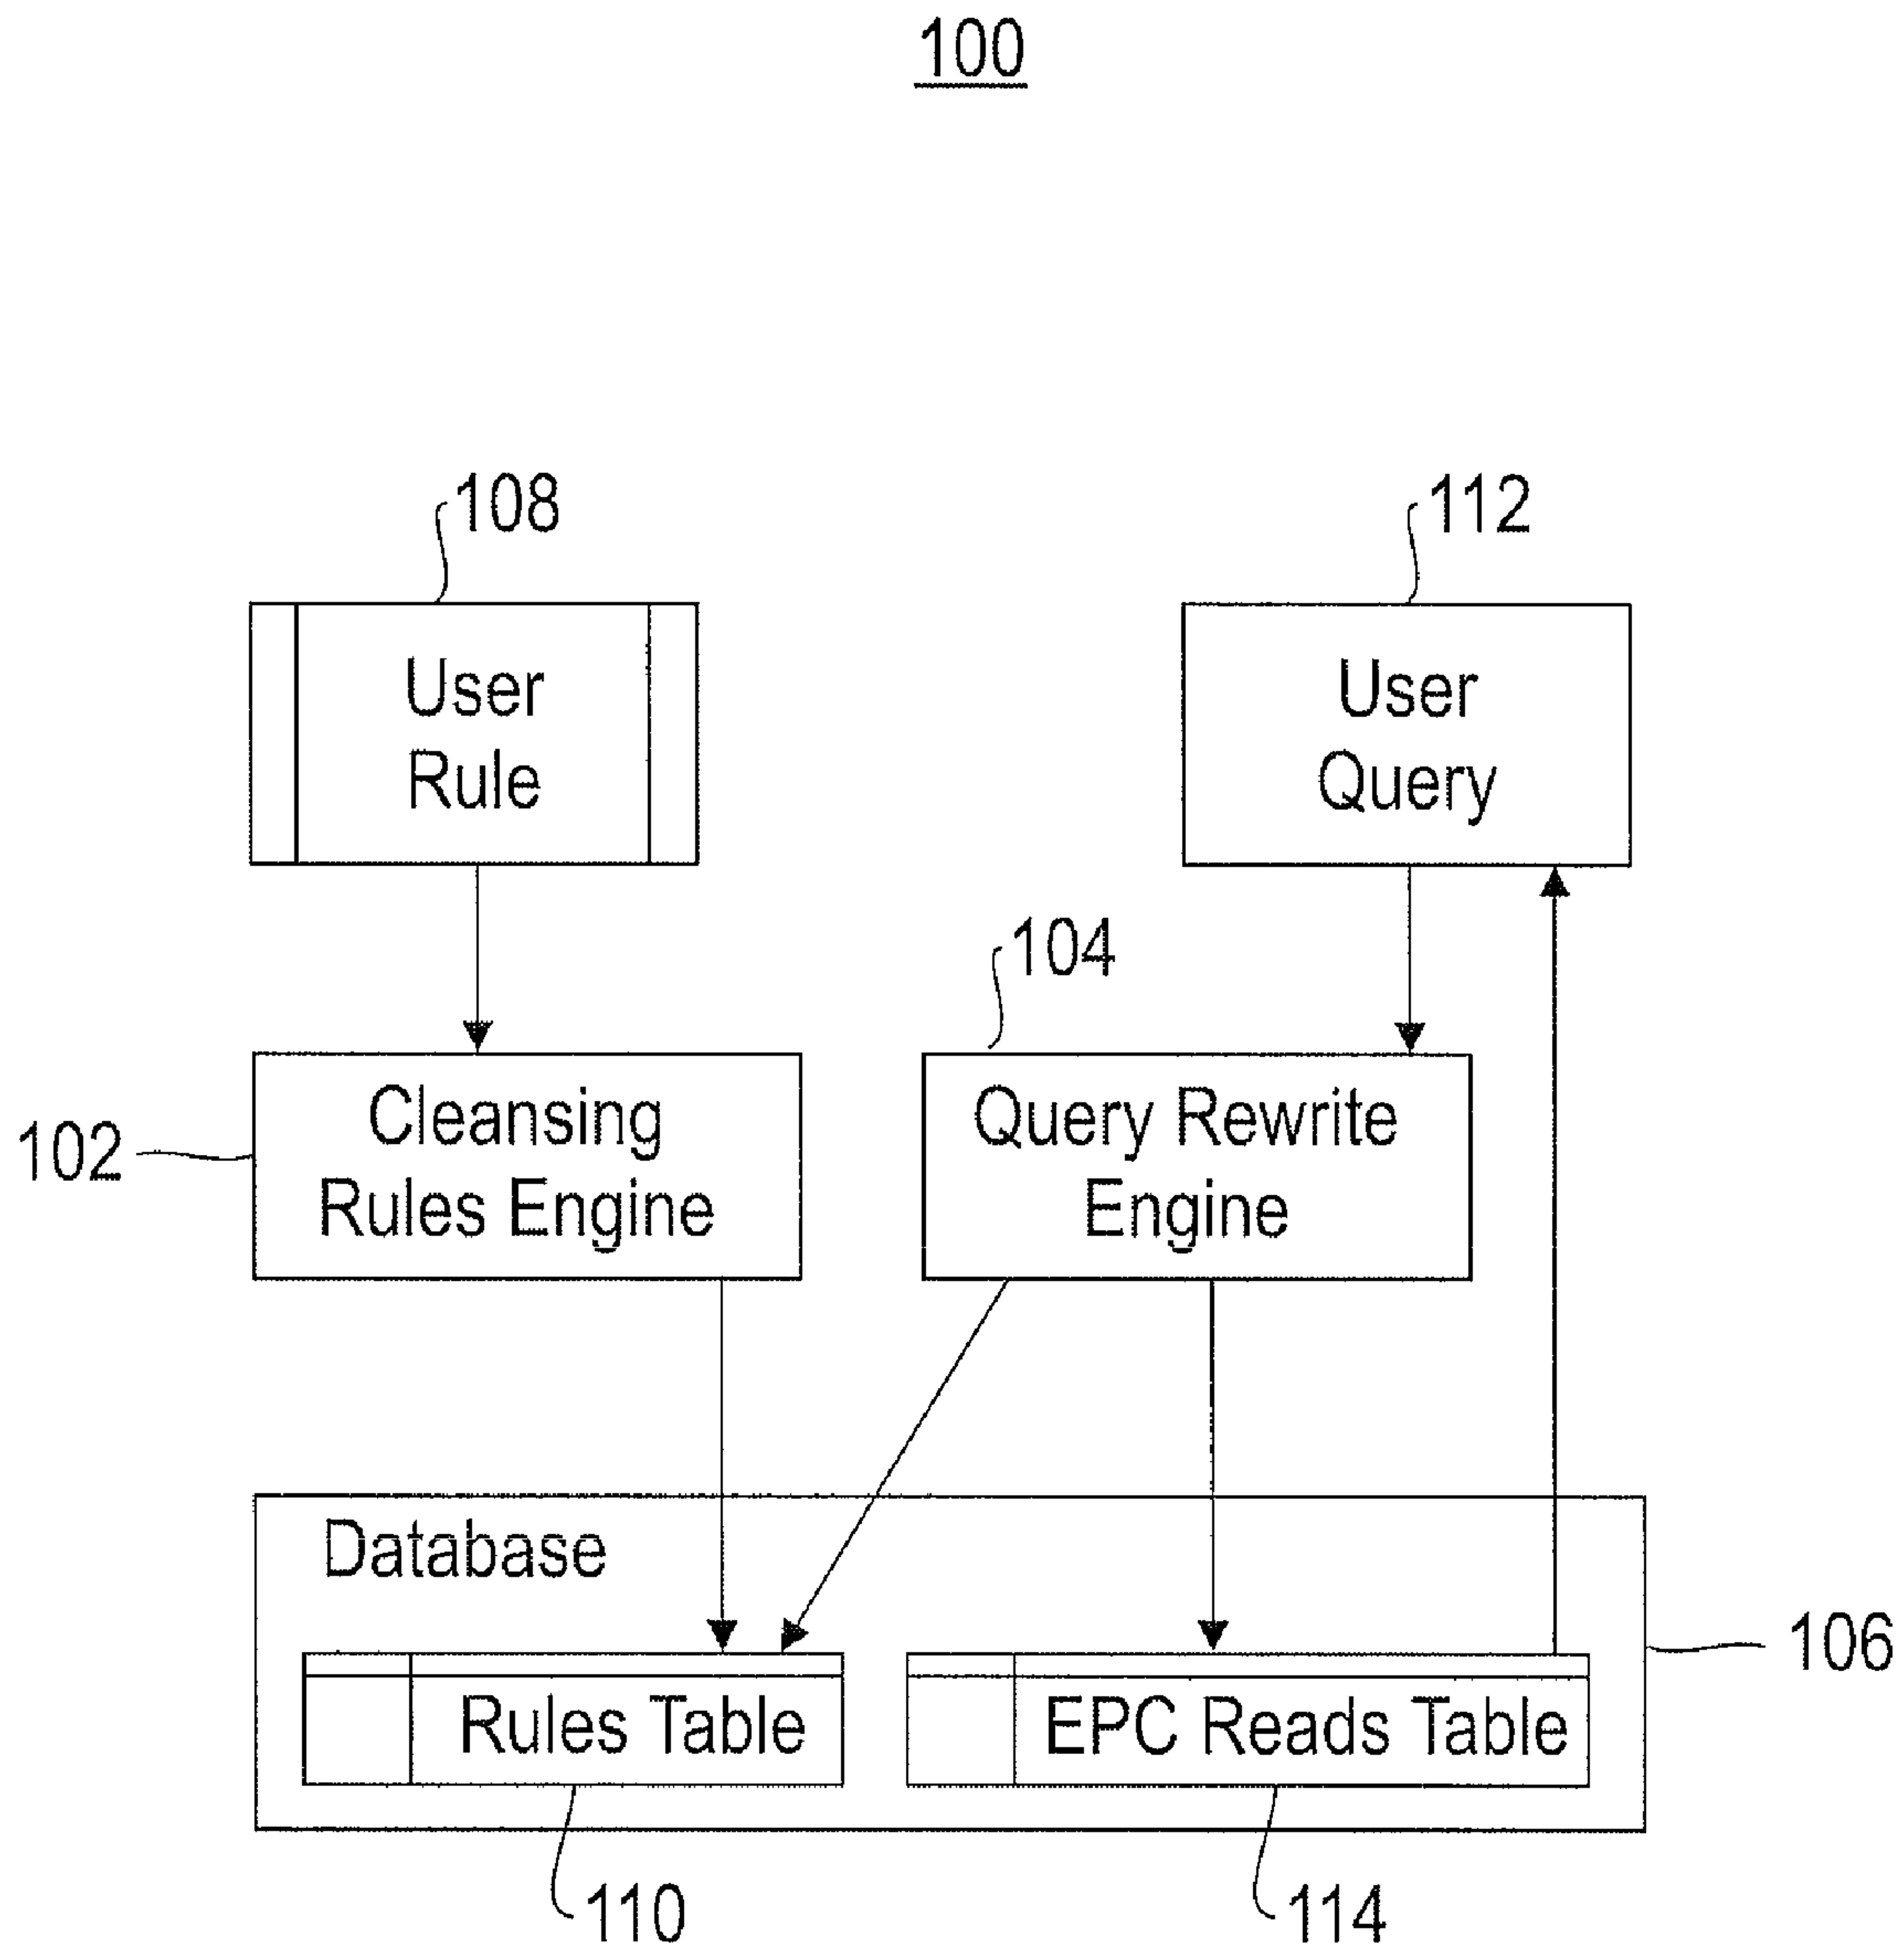 100
108
112
User
Rule
User
Query
104
102
Cleansing
Rules Engine
Query Rewrite
Engine
Database
106
Rules Table
EPC Reads Table
110
114